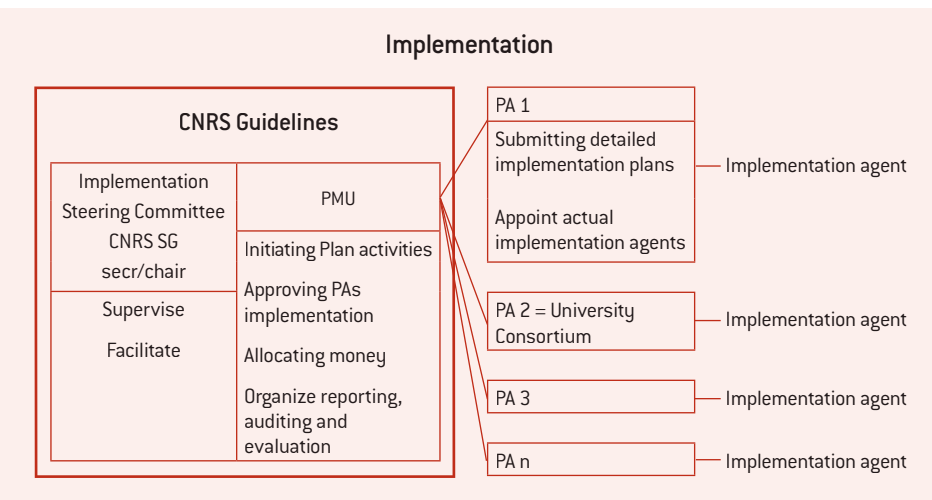 Implementation
CNRS Guidelines
Implementation
Steering Committee
CNRS SG
secr/chair
Supervise
Facilitate
PMU
Initiating Plan activities
Approving PAs
implementation
Allocating money
Organize reporting,
auditing and
evaluation
PA 1
Submitting detailed
implementation plans
Appoint actual
implementation agents
Implementation agent
PA 2 = University
Consortium
Implementation agent
PA 3
Implementation agent
PA n
Implementation agent